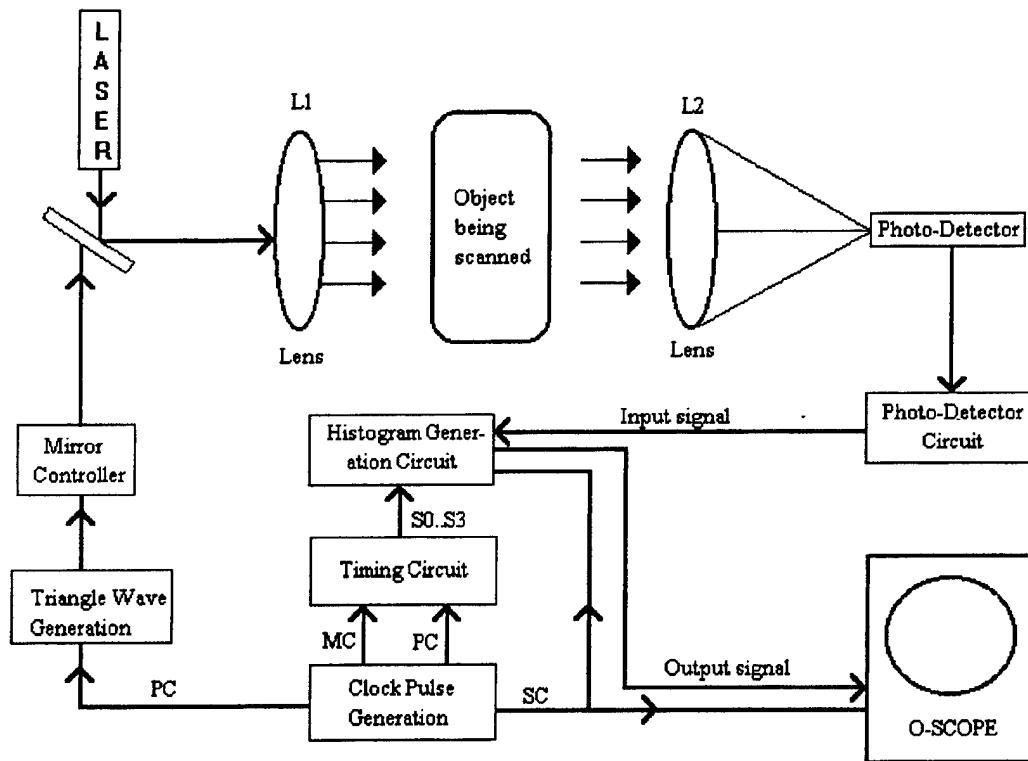 LASER
L1
L2
Object
being
scanned
Photo-Detector
Lens
Lens
Input signal
Photo-Detector
Circuit
Histogram Gener-
ation Circuit
Mirror
Controller
S0..S3
Timing Circuit
Triangle Wave
Generation
MC
PC
Output signal
PC
Clock Pulse
Generation
SC
O-SCOPE